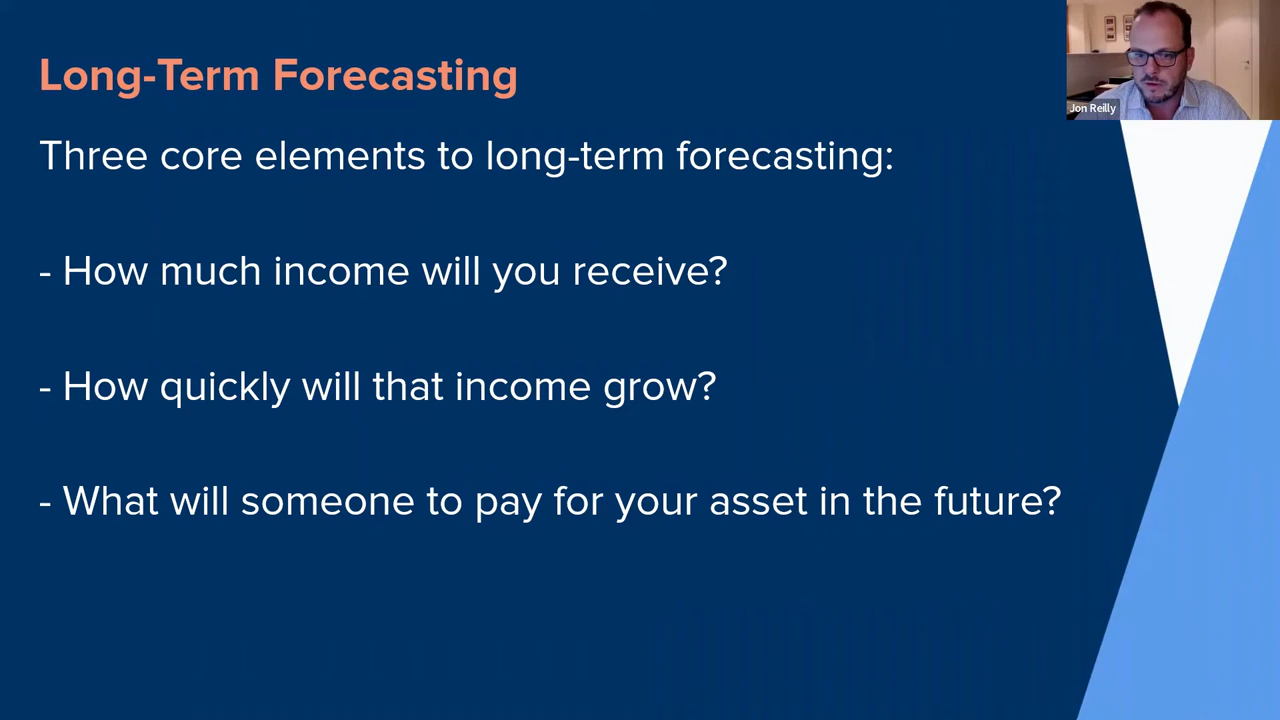 Long-Term Forecasting
Jon Reilly
Three core elements to long-term forecasting:
- How much income will you receive?
- How quickly will that income grow?
- What will someone to pay for your asset in the future?